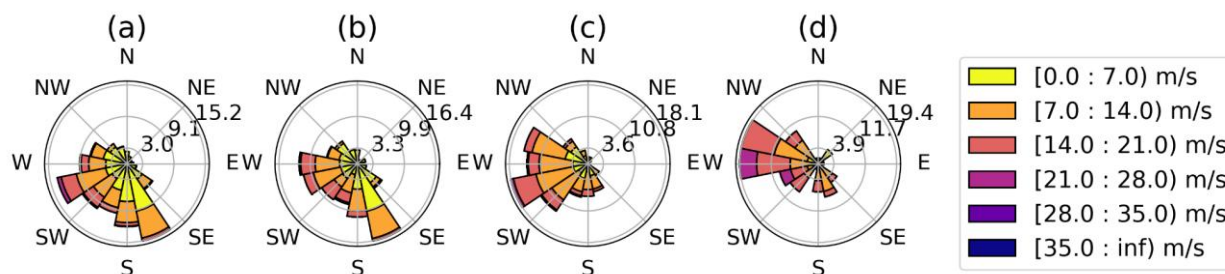 (a)
N
NE
15.2
9.1
3.0
NW
W
E
SW
S
SE
(b)
N
NE
16.4
9.9
3.3
NW
W
E
SW
S
SE
(c)
N
NE
18.1
10.8
3.6
NW
W
E
SW
S
SE
(d)
N
NE
19.4
11.7
3.9
NW
W
E
SW
S
SE
[0.0 : 7.0) m/s
[7.0 : 14.0) m/s
[14.0 : 21.0) m/s
[21.0 : 28.0) m/s
[28.0 : 35.0) m/s
[35.0 : inf) m/s